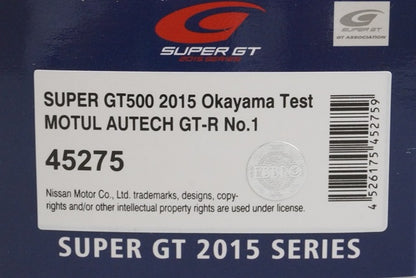 SUPER GT
2015 SERIES
SUPER GT
GT ASSOCIATION
SUPER GT500 2015 Okayama Test
MOTUL AUTECH GT-R No.1
45275
EBBRO
4 526175 452759
Nissan Motor Co., Ltd. trademarks, designs, copy-
rights and/or other intellectual property rights are used under license.
SUPER GT 2015 SERIES